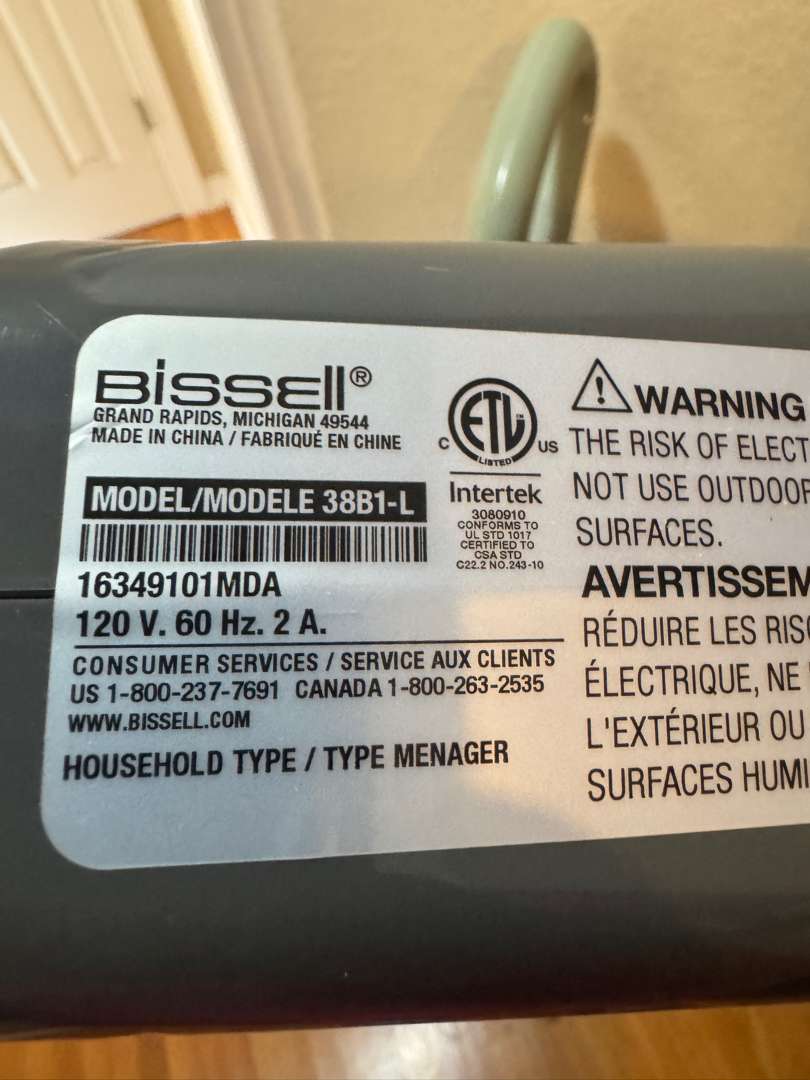 BISSELL®
GRAND RAPIDS, MICHIGAN 49544
MADE IN CHINA / FABRIQUÉ EN CHINE
MODEL/MODELE 38B1-L
16349101MDA
120 V. 60 Hz. 2 A.
CONSUMER SERVICES / SERVICE AUX CLIENTS
US 1-800-237-7691 CANADA 1-800-263-2535
WWW.BISSELL.COM
HOUSEHOLD TYPE / TYPE MENAGER
C ETL US
LISTED
Intertek
3080910
CONFORMS TO
UL STD 1017
CERTIFIED TO
CSA STD
C22.2 NO.243-10
WARNING
THE RISK OF ELECT
NOT USE OUTDOOR
SURFACES.
AVERTISSEM
RÉDUIRE LES RISQ
ÉLECTRIQUE, NE
L'EXTÉRIEUR OU
SURFACES HUMI